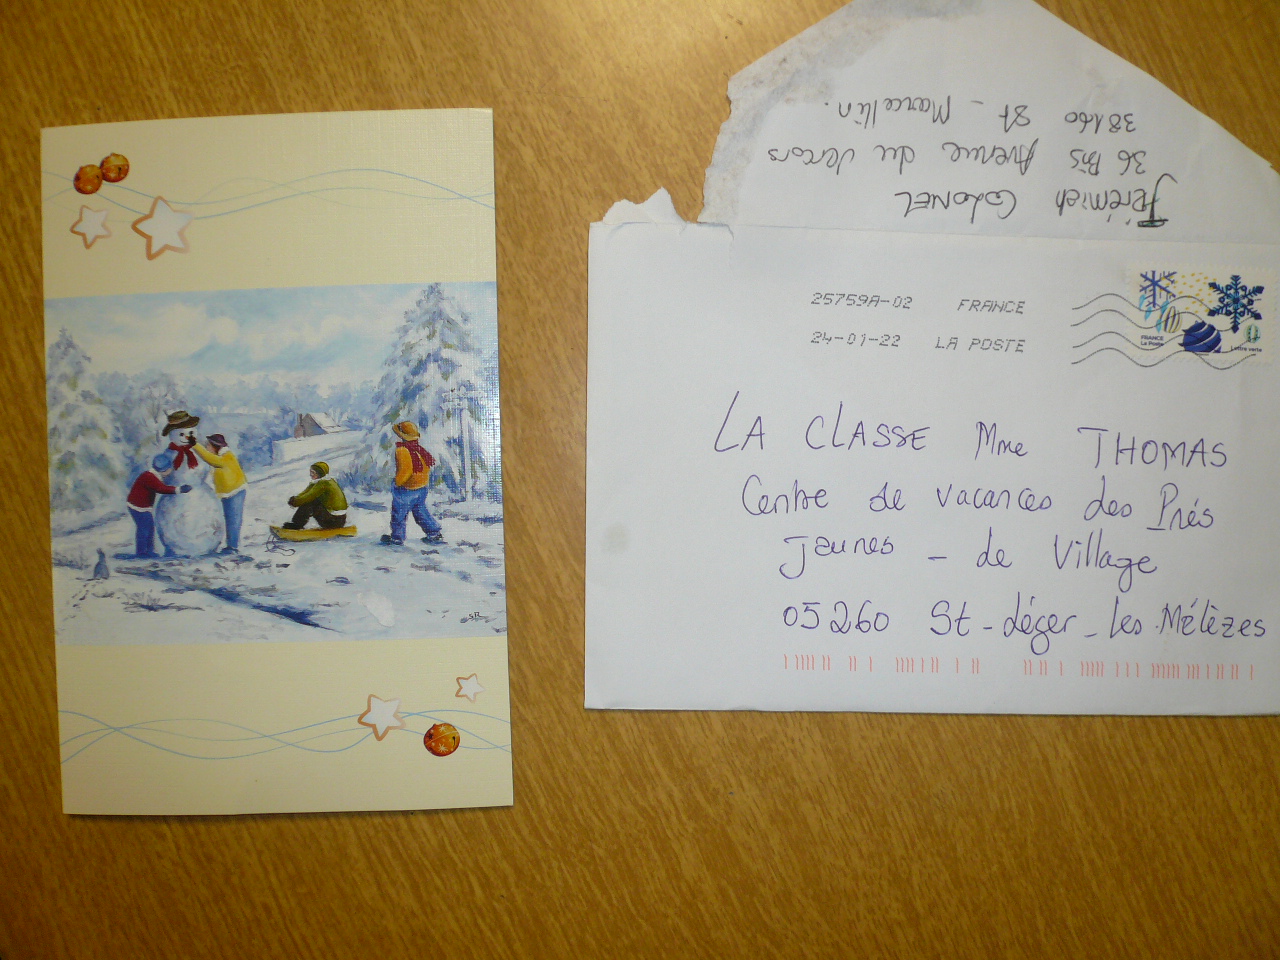 Jérémiah COLONEL
36 Bis Avenue du Vercors
38160 St - Marcellin.
25759A-02 FRANCE
24-01-22 LA POSTE
FRANCE
La Poste
Lettre verte
LA CLASSE Mme THOMAS
Centre de vacances des Prés
Jaunes - de Village
05260 St - Léger - les Mélèzes
SR